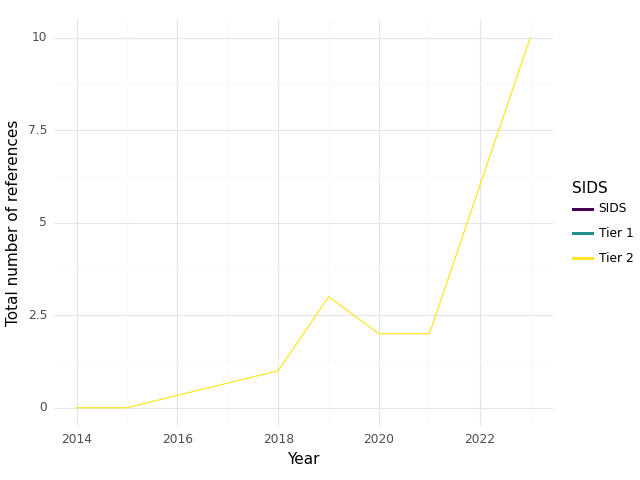 10
7.5
5
2.5
0
Total number of references
2014 2016 2018 2020 2022
Year
SIDS
SIDS
Tier 1
Tier 2